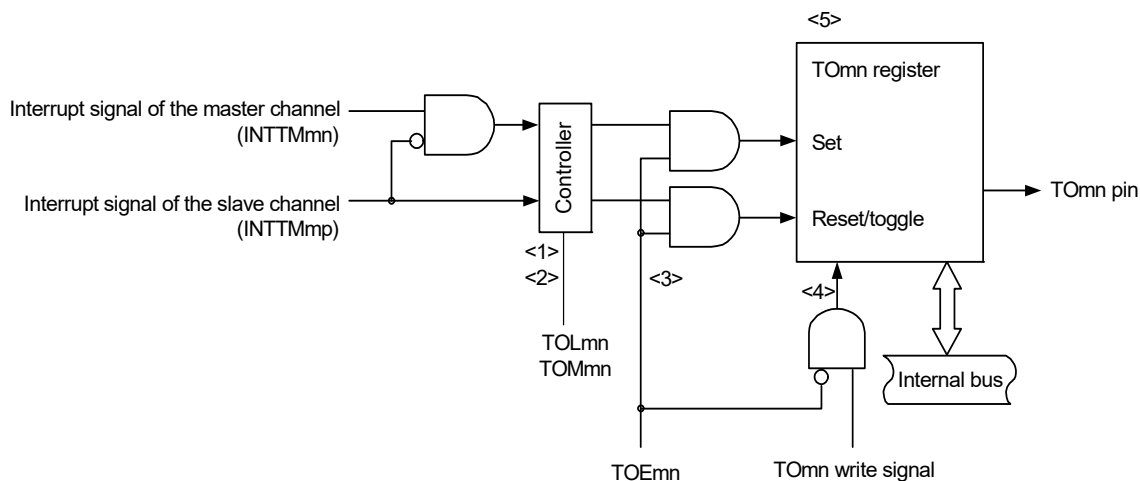 <5>
TOmn register
Interrupt signal of the master channel
(INTTMmn)
Controller
Set
TOmn pin
Interrupt signal of the slave channel
(INTTMmp)
Reset/toggle
<1>
<2>
<3>
<4>
TOLmn
TOMmn
Internal bus
TOEmn
TOmn write signal